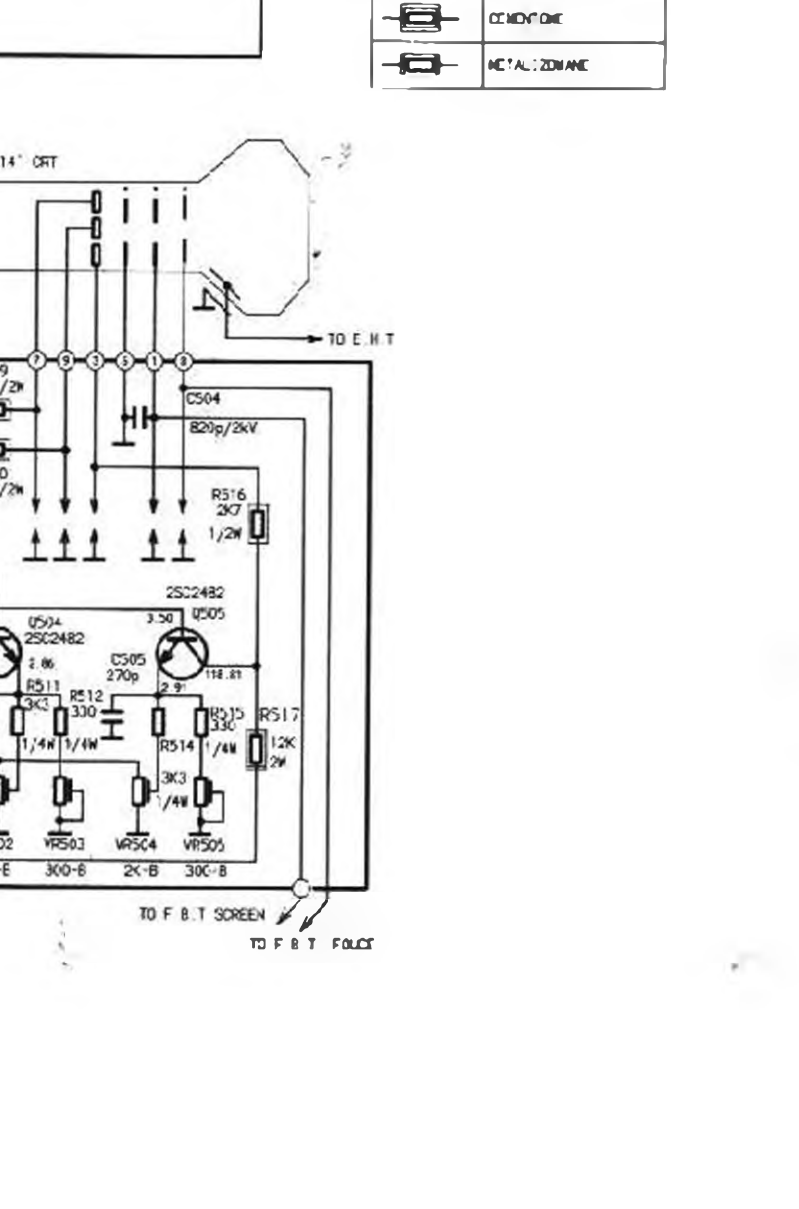 CEMENTOWE
METALIZOWANE
14" CRT
TO E.H.T
7 9 3 5 1 8
9
/2W
C504
820p/2kV
0
/2W
R516
2K7
1/2W
2SC2482
3.50 Q505
Q504
2SC2482
2.86
C505
270p
118.81
2.91
R511
3K3
R512
330
R515
330
R517
1/4W 1/4W
R514
1/4W
12K
2W
3K3
1/4W
02 VR503 VR504 VR505
-B 300-B 2K-B 300-B
TO F.B.T SCREEN
TO F.B.T